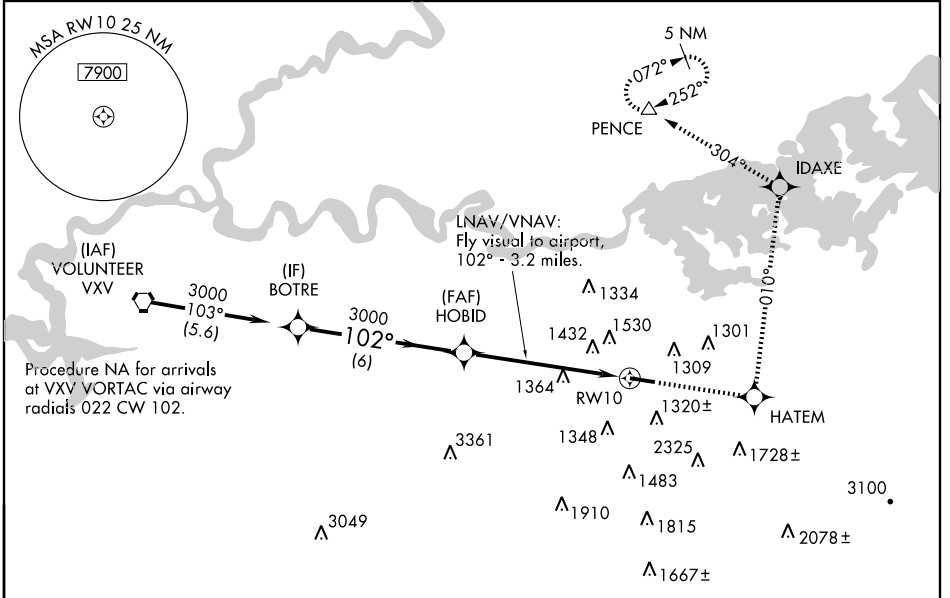 MSA RW10 25 NM
7900
5 NM
072°
252°
PENCE
304°
IDAXE
LNAV/VNAV:
Fly visual to airport,
102° - 3.2 miles.
(IAF)
VOLUNTEER
VXV
(IF)
BOTRE
(FAF)
HOBID
010°
3000
103°
(5.6)
3000
102°
(6)
1334
1432
1530
1301
1309
1364
RW10
1320±
HATEM
Procedure NA for arrivals
at VXV VORTAC via airway
radials 022 CW 102.
1348
3361
2325
1728±
1483
3100
1910
1815
3049
2078±
1667±